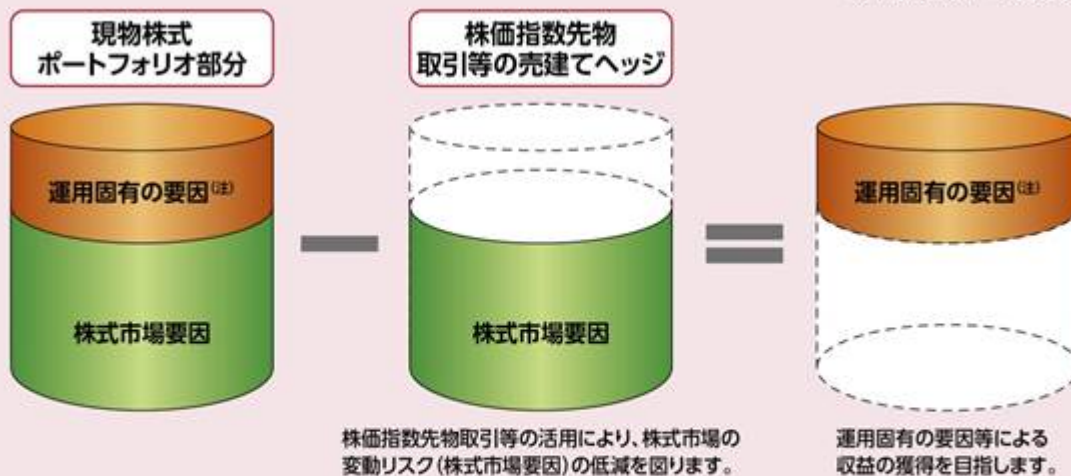 現物株式
ポートフォリオ部分
株価指数先物
取引等の売建てヘッジ
運用固有の要因(注)
株式市場要因
株式市場要因
運用固有の要因(注)
株価指数先物取引等の活用により、株式市場の
変動リスク(株式市場要因)の低減を図ります。
運用固有の要因等による
収益の獲得を目指します。